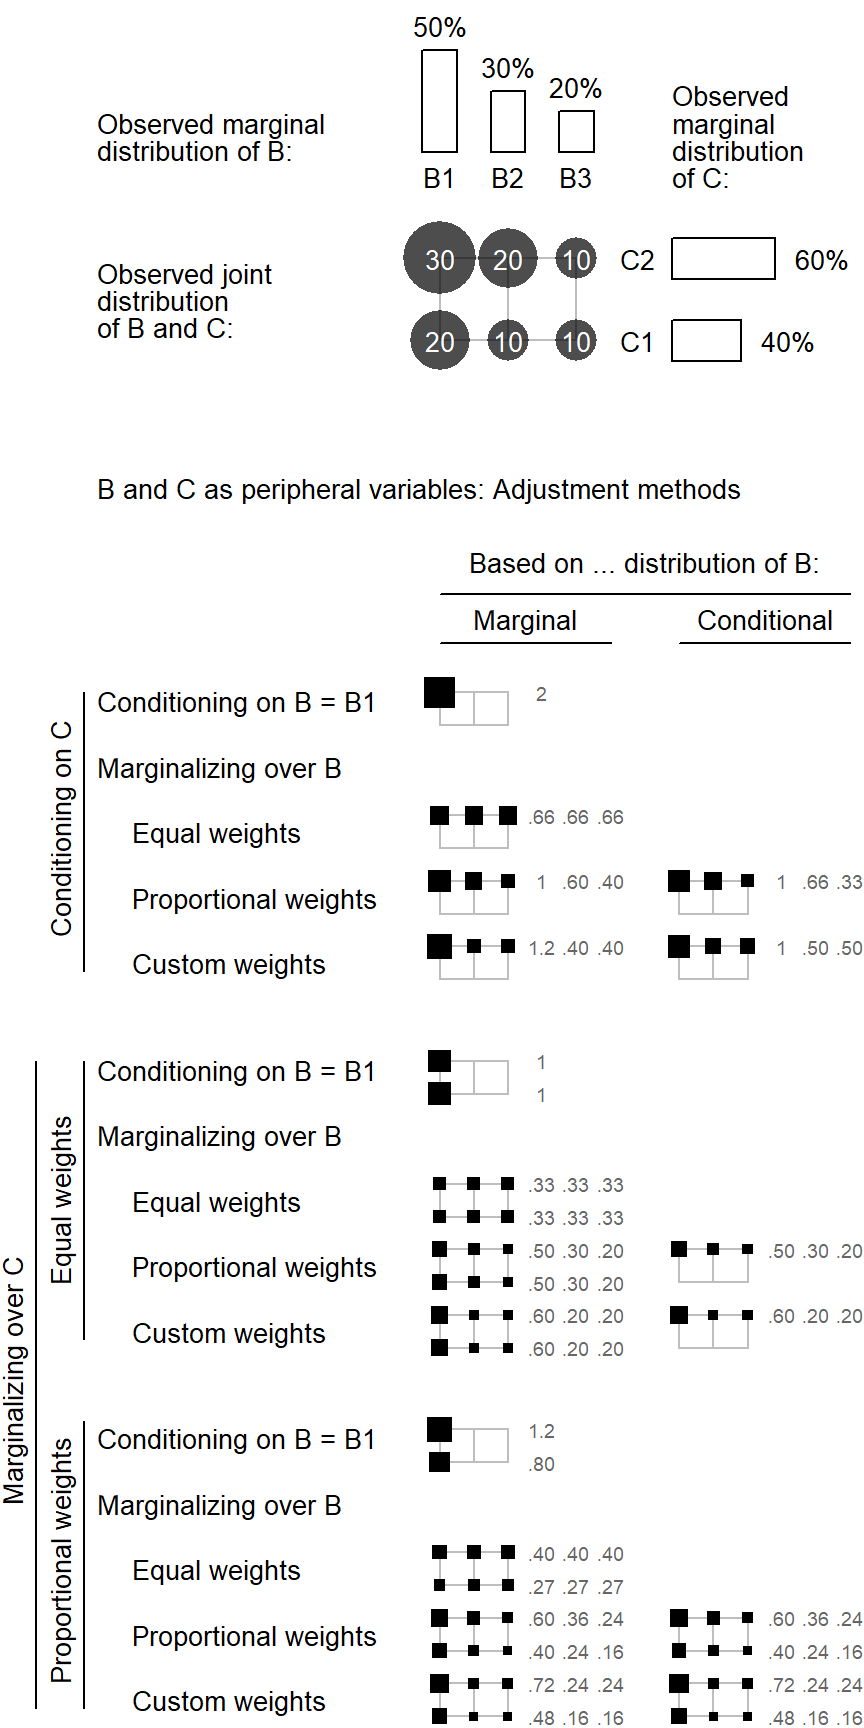 50%
30%
20%
Observed marginal
distribution of B:
Observed
marginal
distribution
of C:
B1 B2 B3
Observed joint
distribution
of B and C:
30 20 10 C2 60%
20 10 10 C1 40%
B and C as peripheral variables: Adjustment methods
Based on ... distribution of B:
Marginal Conditional
Conditioning on C
Conditioning on B = B1 2
Marginalizing over B
Equal weights .66 .66 .66
Proportional weights 1 .60 .40 1 .66 .33
Custom weights 1.2 .40 .40 1 .50 .50
Marginalizing over C
Equal weights
Conditioning on B = B1 1
1
Marginalizing over B
Equal weights .33 .33 .33
.33 .33 .33
Proportional weights .50 .30 .20 .50 .30 .20
.50 .30 .20
Custom weights .60 .20 .20 .60 .20 .20
.60 .20 .20
Proportional weights
Conditioning on B = B1 1.2
.80
Marginalizing over B
Equal weights .40 .40 .40
.27 .27 .27
Proportional weights .60 .36 .24 .60 .36 .24
.40 .24 .16 .40 .24 .16
Custom weights .72 .24 .24 .72 .24 .24
.48 .16 .16 .48 .16 .16